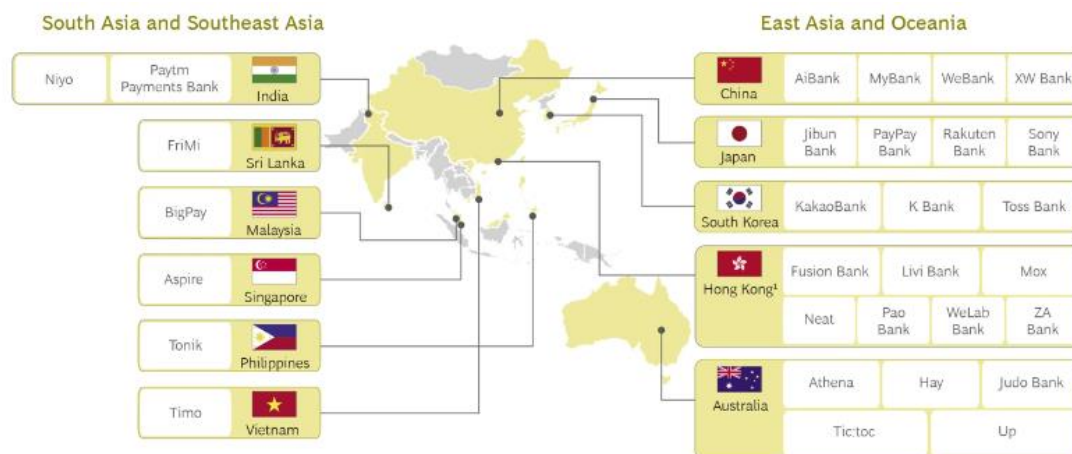 South Asia and Southeast Asia
East Asia and Oceania
Niyo
Paytm
Payments Bank
India
FriMi
Sri Lanka
BigPay
Malaysia
Aspire
Singapore
Tonik
Philippines
Timo
Vietnam
China
AiBank
MyBank
WeBank
XW Bank
Japan
Jibun
Bank
PayPay
Bank
Rakuten
Bank
Sony
Bank
South Korea
KakaoBank
K Bank
Toss Bank
Hong Kong¹
Fusion Bank
Livi Bank
Mox
Neat
Pao
Bank
WeLab
Bank
ZA
Bank
Australia
Athena
Hay
Judo Bank
Tic:toc
Up